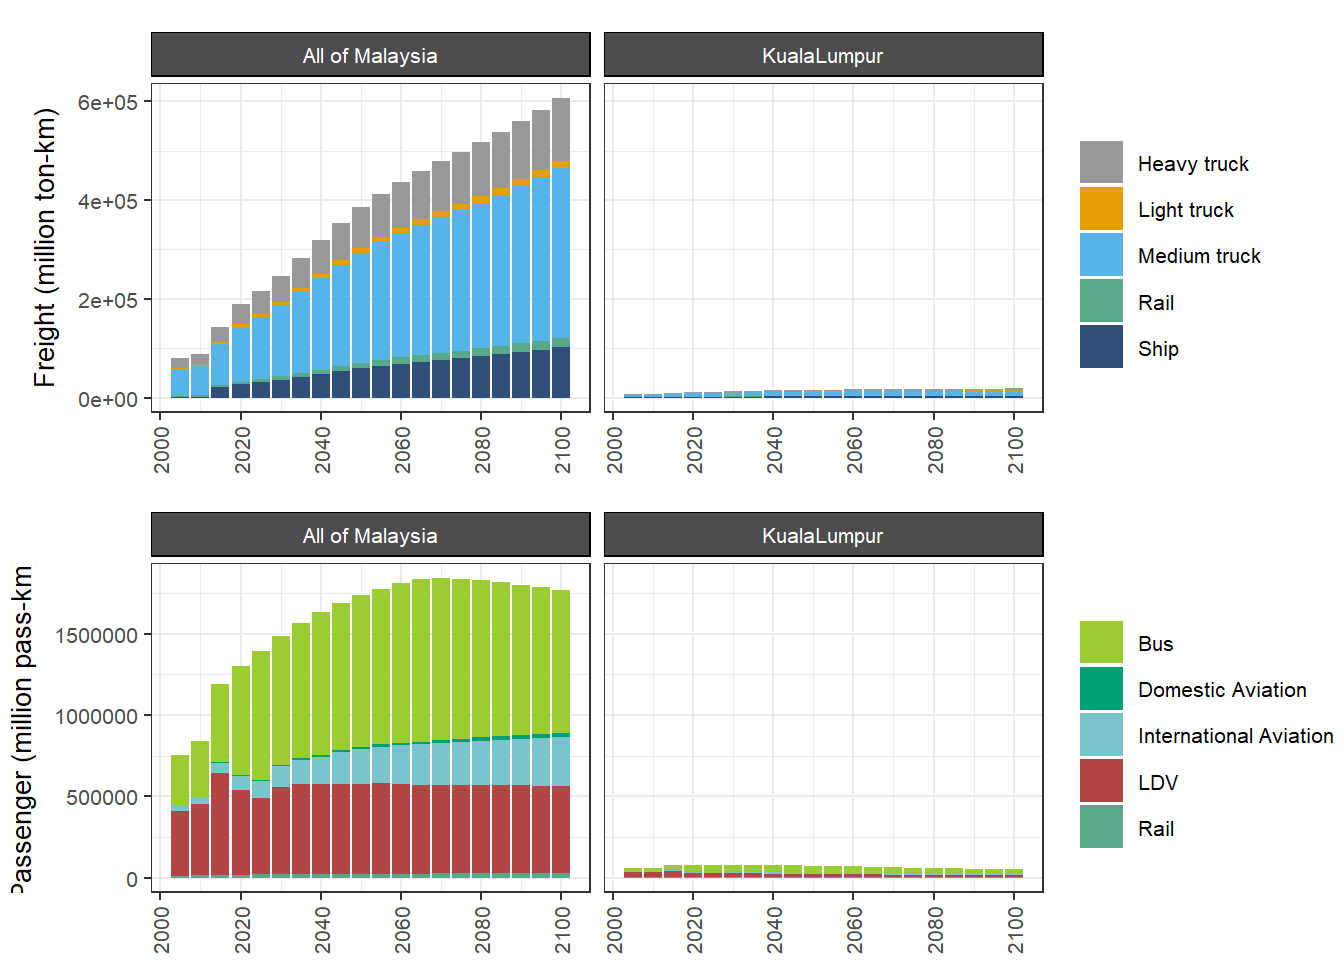 All of Malaysia
KualaLumpur
Freight (million ton-km)
6e+05
4e+05
2e+05
0e+00
2000 2020 2040 2060 2080 2100
2000 2020 2040 2060 2080 2100
Heavy truck
Light truck
Medium truck
Rail
Ship
All of Malaysia
KualaLumpur
Passenger (million pass-km
1500000
1000000
500000
0
2000 2020 2040 2060 2080 2100
2000 2020 2040 2060 2080 2100
Bus
Domestic Aviation
International Aviation
LDV
Rail